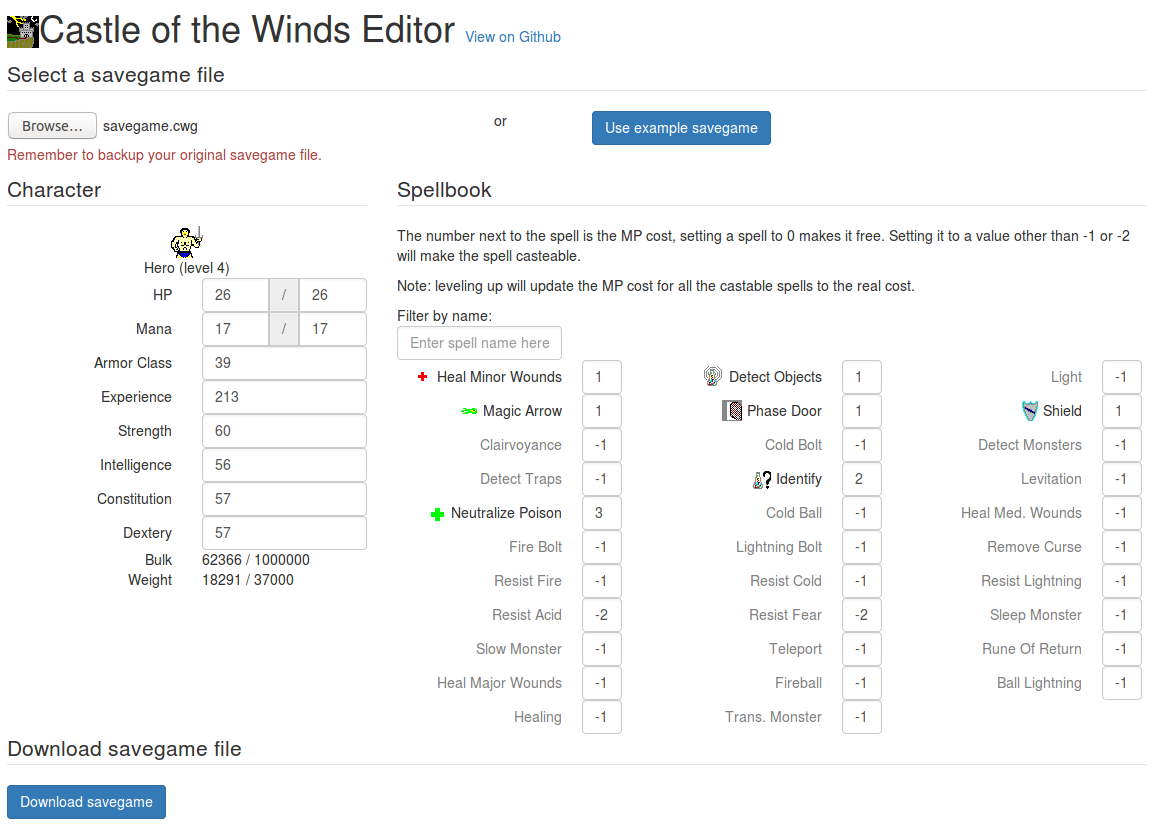 Castle of the Winds Editor View on Github
Select a savegame file
Browse... savegame.cwg or Use example savegame
Remember to backup your original savegame file.
Character
Hero (level 4)
HP 26 / 26
Mana 17 / 17
Armor Class 39
Experience 213
Strength 60
Intelligence 56
Constitution 57
Dextery 57
Bulk 62366 / 1000000
Weight 18291 / 37000
Spellbook
The number next to the spell is the MP cost, setting a spell to 0 makes it free. Setting it to a value other than -1 or -2
will make the spell casteable.
Note: leveling up will update the MP cost for all the castable spells to the real cost.
Filter by name:
Enter spell name here
Heal Minor Wounds 1 Detect Objects 1 Light -1
Magic Arrow 1 Phase Door 1 Shield 1
Clairvoyance -1 Cold Bolt -1 Detect Monsters -1
Detect Traps -1 Identify 2 Levitation -1
Neutralize Poison 3 Cold Ball -1 Heal Med. Wounds -1
Fire Bolt -1 Lightning Bolt -1 Remove Curse -1
Resist Fire -1 Resist Cold -1 Resist Lightning -1
Resist Acid -2 Resist Fear -2 Sleep Monster -1
Slow Monster -1 Teleport -1 Rune Of Return -1
Heal Major Wounds -1 Fireball -1 Ball Lightning -1
Healing -1 Trans. Monster -1
Download savegame file
Download savegame